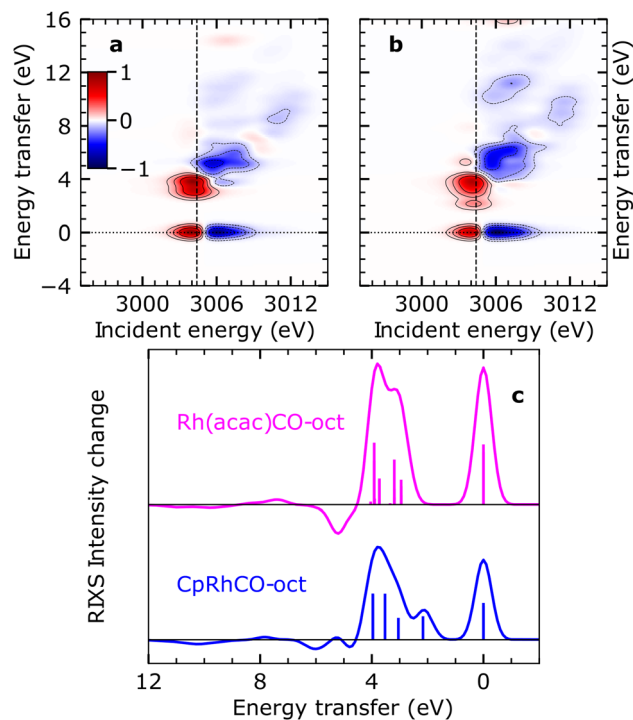 16
12
8
4
0
−4
Energy transfer (eV)
a
1
0
−1
3000 3006 3012
Incident energy (eV)
b
3000 3006 3012
Incident energy (eV)
Energy transfer (eV)
c
Rh(acac)CO-oct
CpRhCO-oct
RIXS Intensity change
12 8 4 0
Energy transfer (eV)